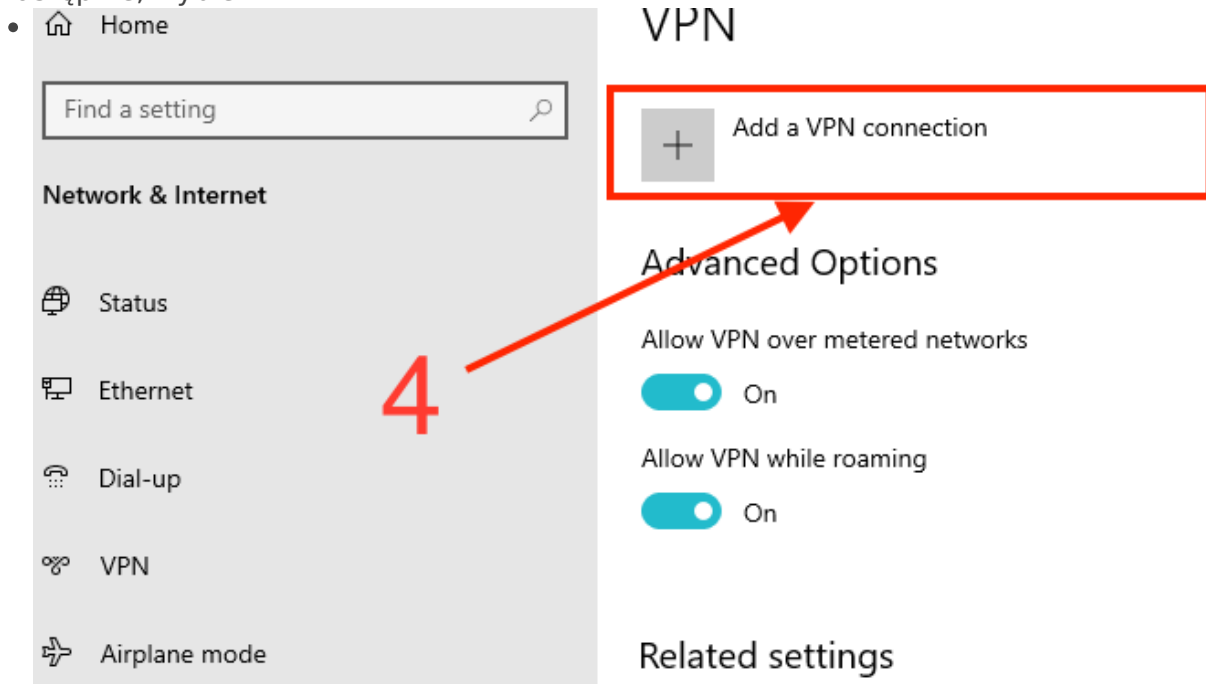 Home
Find a setting
Network & Internet
Status
Ethernet
Dial-up
VPN
Airplane mode
4
VPN
Add a VPN connection
Advanced Options
Allow VPN over metered networks
On
Allow VPN while roaming
On
Related settings